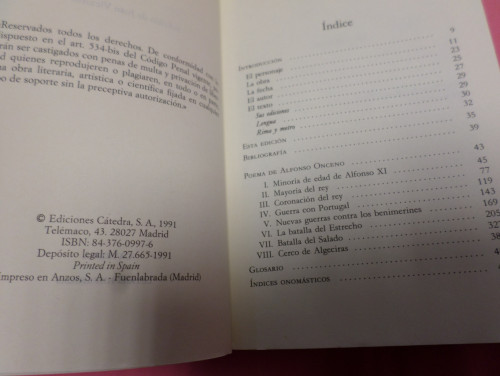 «Reservados todos los derechos. De conformidad con
dispuesto en el art. 534-bis del Código Penal vigente,
rán ser castigados con penas de multa y privación de
d quienes reprodujeren o plagiaren, en todo o en
una obra literaria, artística o científica fijada en cualquier
po de soporte sin la preceptiva autorización»
© Ediciones Cátedra, S. A., 1991
Telémaco, 43. 28027 Madrid
ISBN: 84-376-0997-6
Depósito legal: M. 27.665-1991
Printed in Spain
Impreso en Anzos, S. A. - Fuenlabrada (Madrid)
Índice
INTRODUCCIÓN 9
El personaje 11
La obra 23
La fecha 25
El autor 27
El texto 29
Sus ediciones 30
Lengua 32
Rima y metro 35
ESTA EDICIÓN 39
BIBLIOGRAFÍA
POEMA DE ALFONSO ONCENO 43
I. Minoría de edad de Alfonso XI 45
II. Mayoría del rey 77
III. Coronación del rey 119
IV. Guerra con Portugal 143
V. Nuevas guerras contra los benimerines 169
VI. La batalla del Estrecho 205
VII. Batalla del Salado 32
VIII. Cerco de Algeciras
GLOSARIO 4
ÍNDICES ONOMÁSTICOS